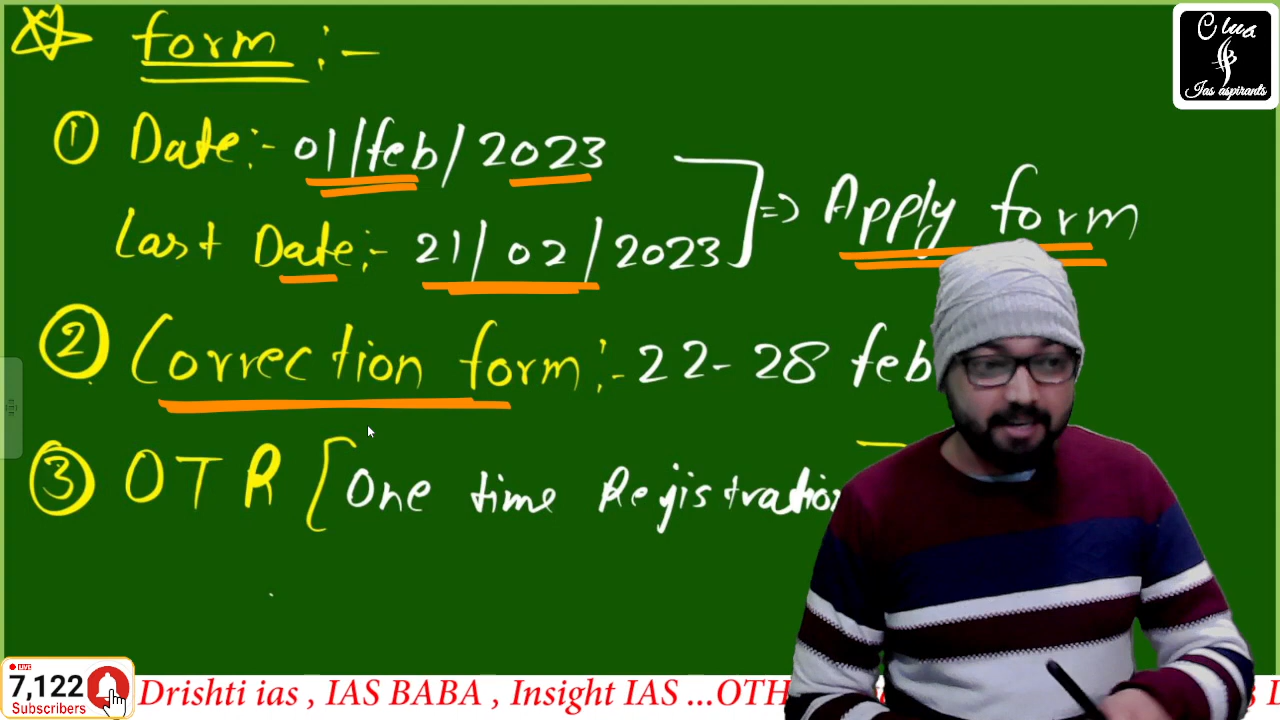 form :-
① Date:- 01/feb/2023
Last Date:- 21/02/2023
=> Apply form
② Correction form:- 22-28 feb
③ OTR [One time Registration
Clua
Ias aspirants
LIVE
7,122
Subscribers
Drishti ias , IAS BABA , Insight IAS ...OTH